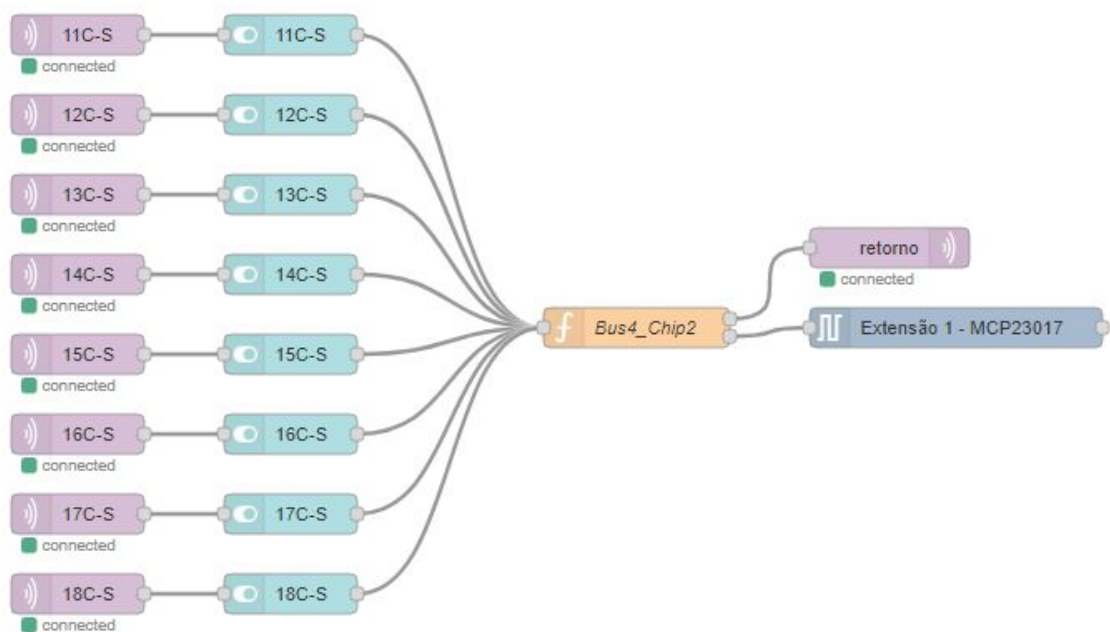 11C-S
11C-S
connected
12C-S
12C-S
connected
13C-S
13C-S
connected
14C-S
14C-S
connected
15C-S
15C-S
connected
16C-S
16C-S
connected
17C-S
17C-S
connected
18C-S
18C-S
connected
Bus4_Chip2
retorno
connected
Extensão 1 - MCP23017